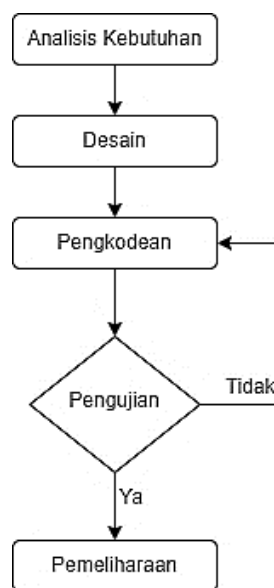 Analisis Kebutuhan
Desain
Pengkodean
Pengujian
Tidak
Ya
Pemeliharaan